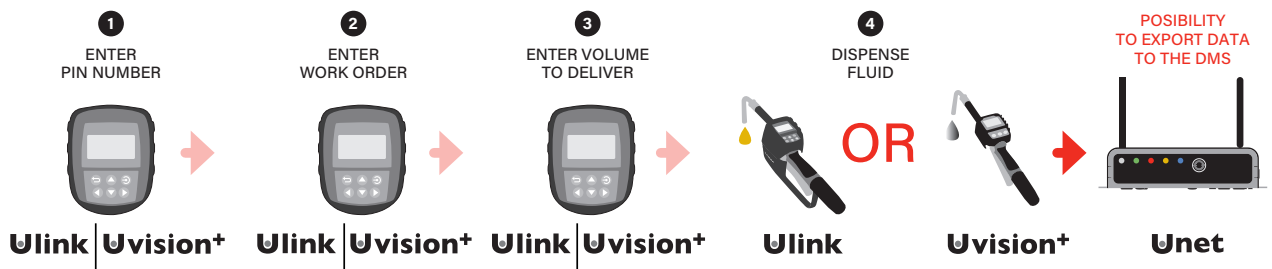 1
ENTER
PIN NUMBER
2
ENTER
WORK ORDER
3
ENTER VOLUME
TO DELIVER
4
DISPENSE
FLUID
POSIBILITY
TO EXPORT DATA
TO THE DMS
OR
Ulink Uvision+
Ulink Uvision+
Ulink Uvision+
Ulink
Uvision+
Unet